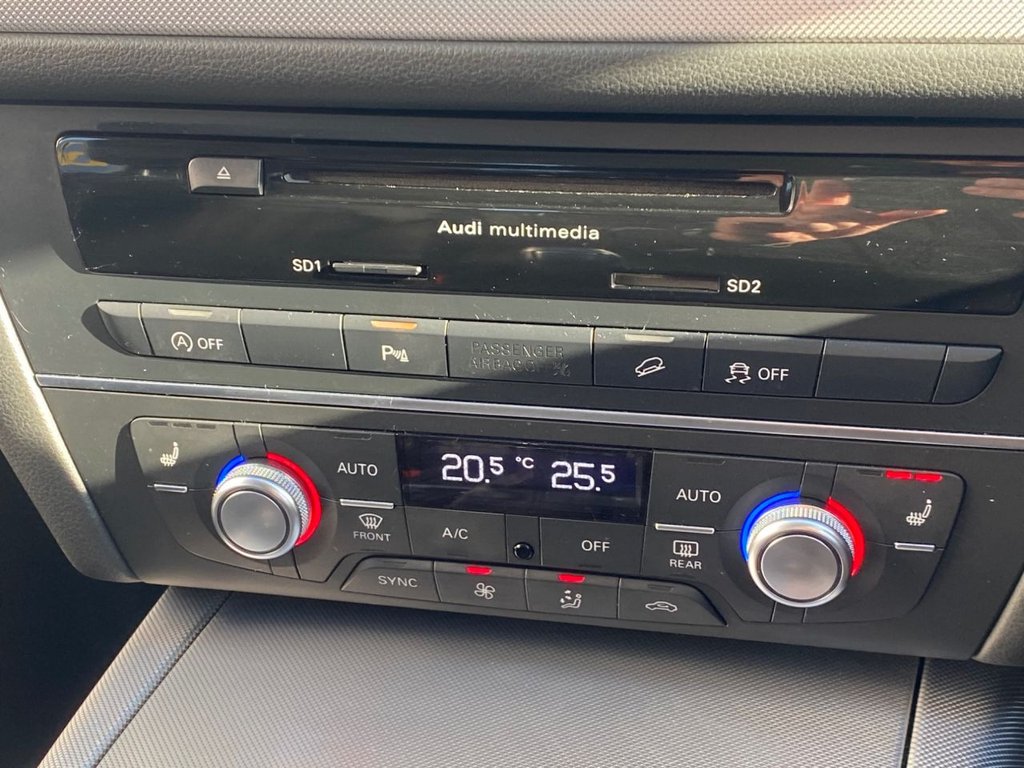 Audi multimedia
SD1
SD2
A OFF
P
PASSENGER
AIRBAG
OFF
AUTO
20.5 °C 25.5
AUTO
FRONT
A/C
OFF
REAR
SYNC